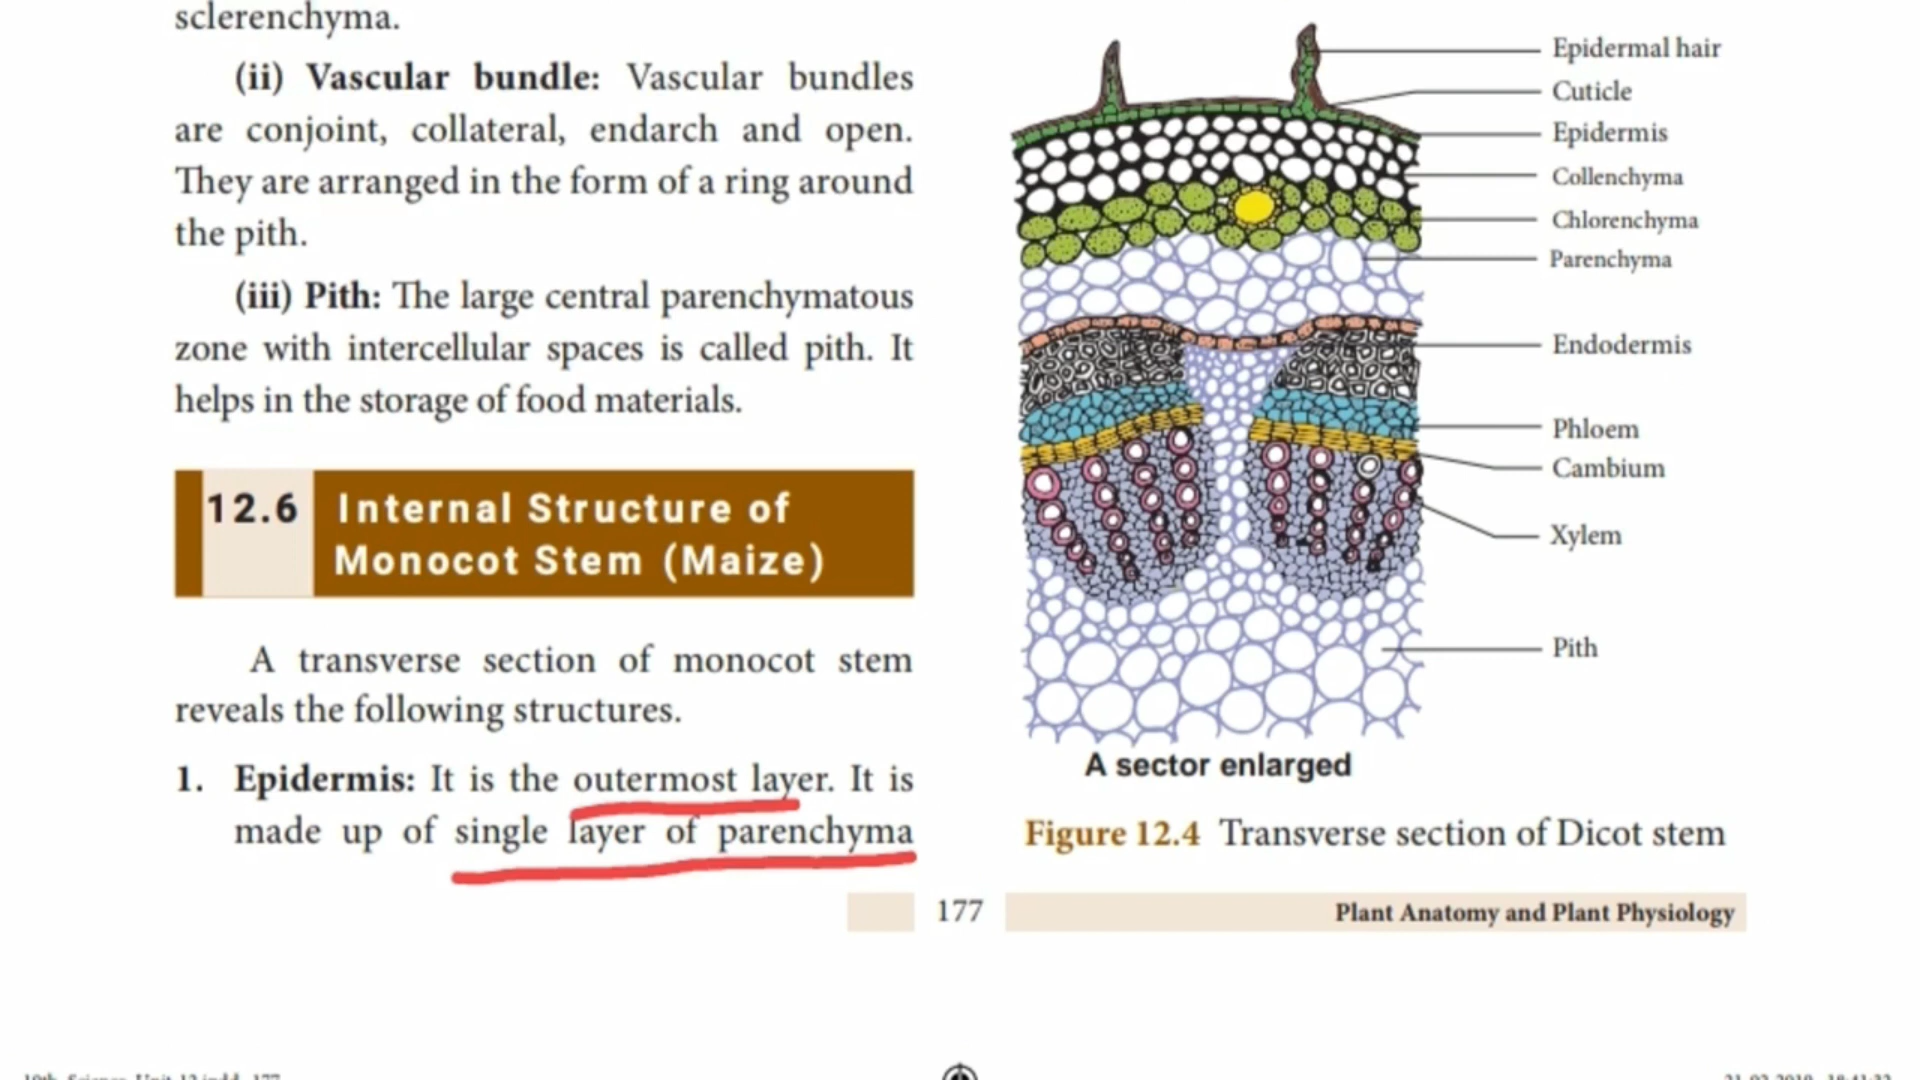 sclerenchyma.
(ii) Vascular bundle: Vascular bundles
are conjoint, collateral, endarch and open.
They are arranged in the form of a ring around
the pith.
(iii) Pith: The large central parenchymatous
zone with intercellular spaces is called pith. It
helps in the storage of food materials.
12.6 Internal Structure of
Monocot Stem (Maize)
A transverse section of monocot stem
reveals the following structures.
1. Epidermis: It is the outermost layer. It is
made up of single layer of parenchyma
Epidermal hair
Cuticle
Epidermis
Collenchyma
Chlorenchyma
Parenchyma
Endodermis
Phloem
Cambium
Xylem
Pith
A sector enlarged
Figure 12.4 Transverse section of Dicot stem
177
Plant Anatomy and Plant Physiology